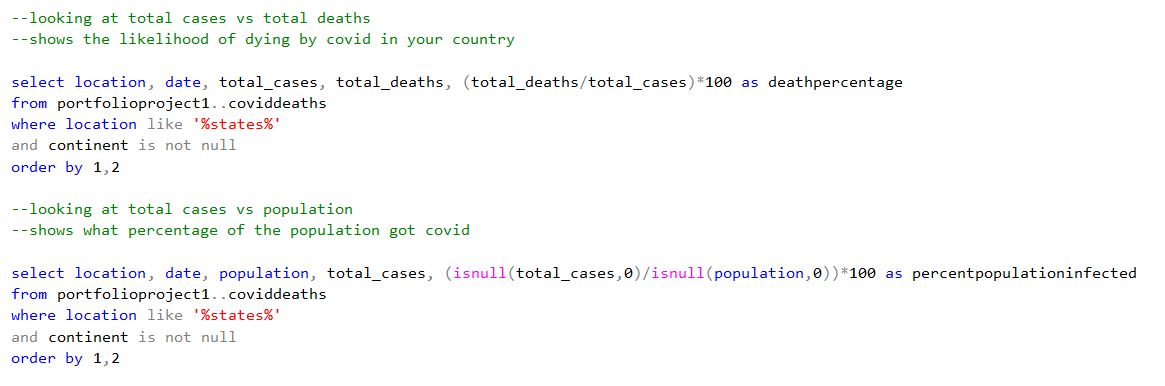 --looking at total cases vs total deaths
--shows the likelihood of dying by covid in your country
select location, date, total_cases, total_deaths, (total_deaths/total_cases)*100 as deathpercentage
from portfolioproject1..coviddeaths
where location like '%states%'
and continent is not null
order by 1,2
--looking at total cases vs population
--shows what percentage of the population got covid
select location, date, population, total_cases, (isnull(total_cases,0)/isnull(population,0))*100 as percentpopulationinfected
from portfolioproject1..coviddeaths
where location like '%states%'
and continent is not null
order by 1,2